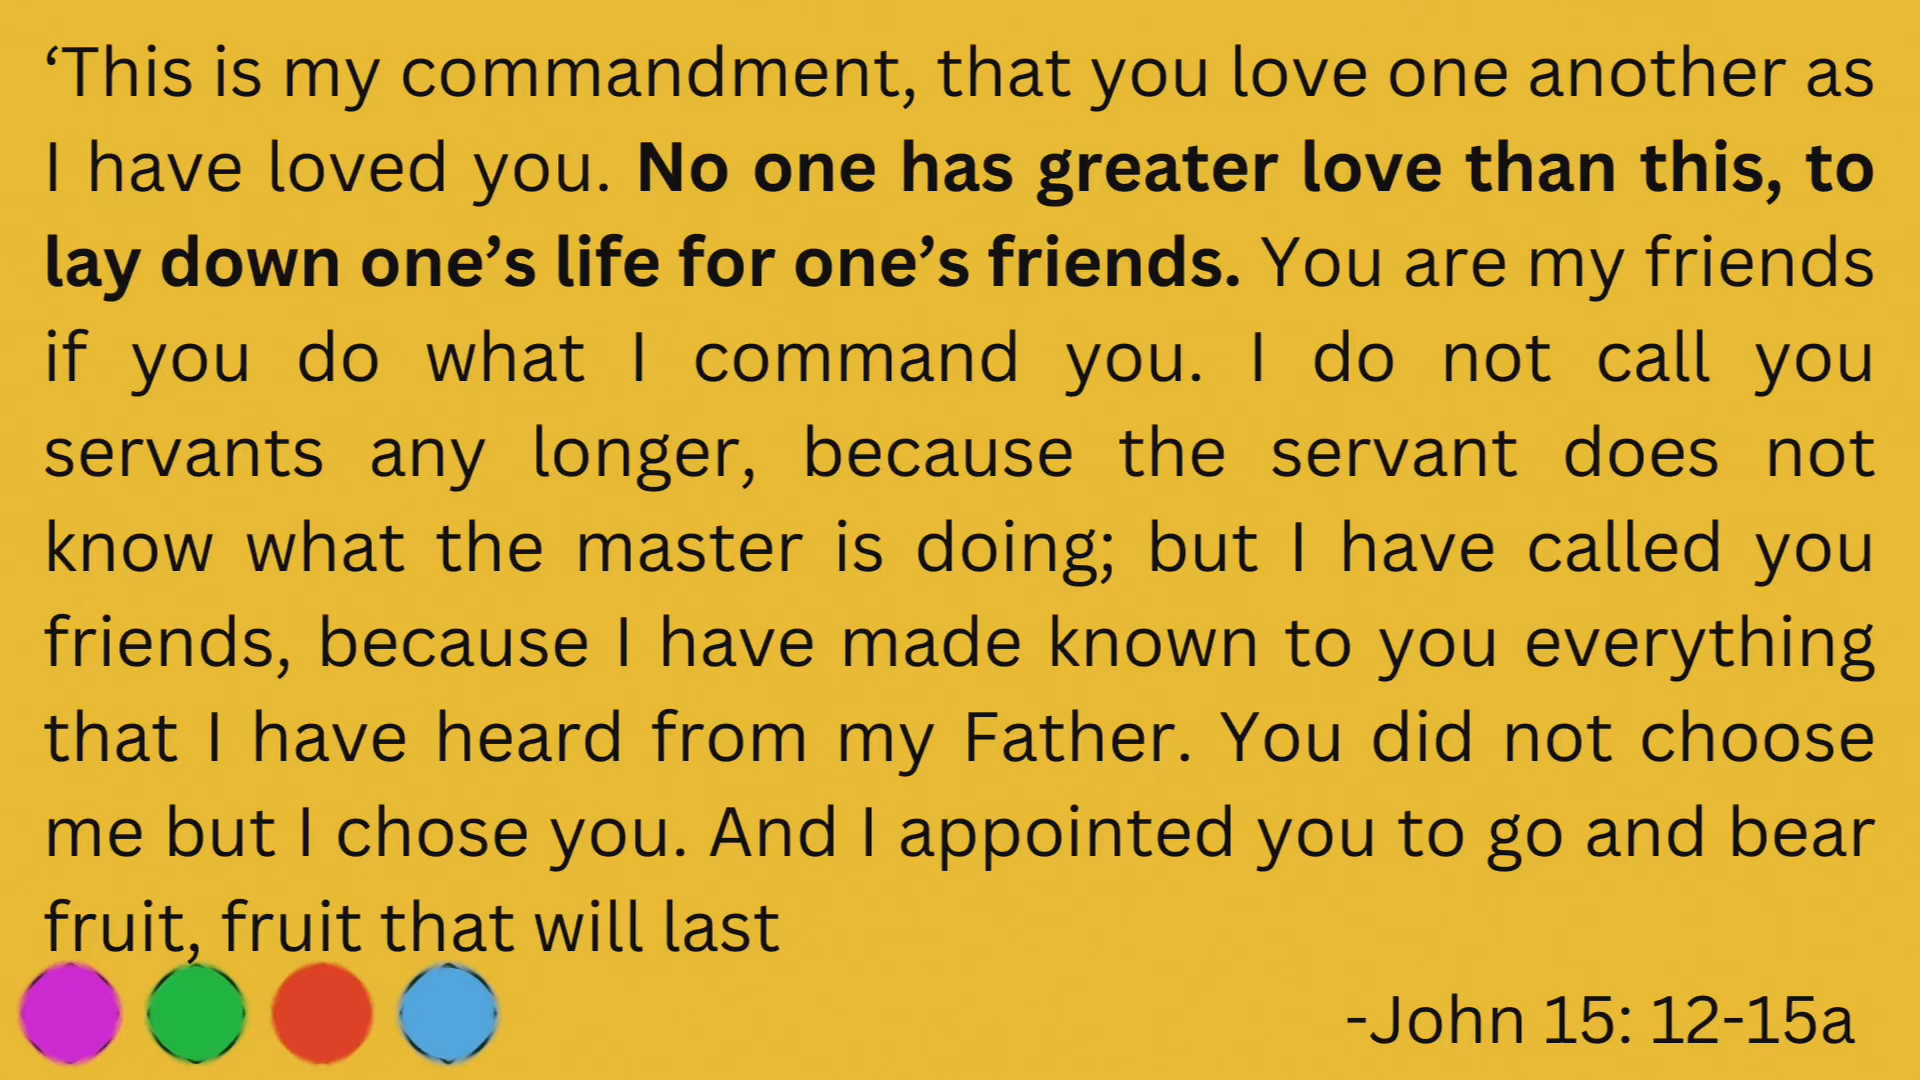 ‘This is my commandment, that you love one another as
I have loved you. No one has greater love than this, to
lay down one’s life for one’s friends. You are my friends
if you do what I command you. I do not call you
servants any longer, because the servant does not
know what the master is doing; but I have called you
friends, because I have made known to you everything
that I have heard from my Father. You did not choose
me but I chose you. And I appointed you to go and bear
fruit, fruit that will last
-John 15: 12-15a